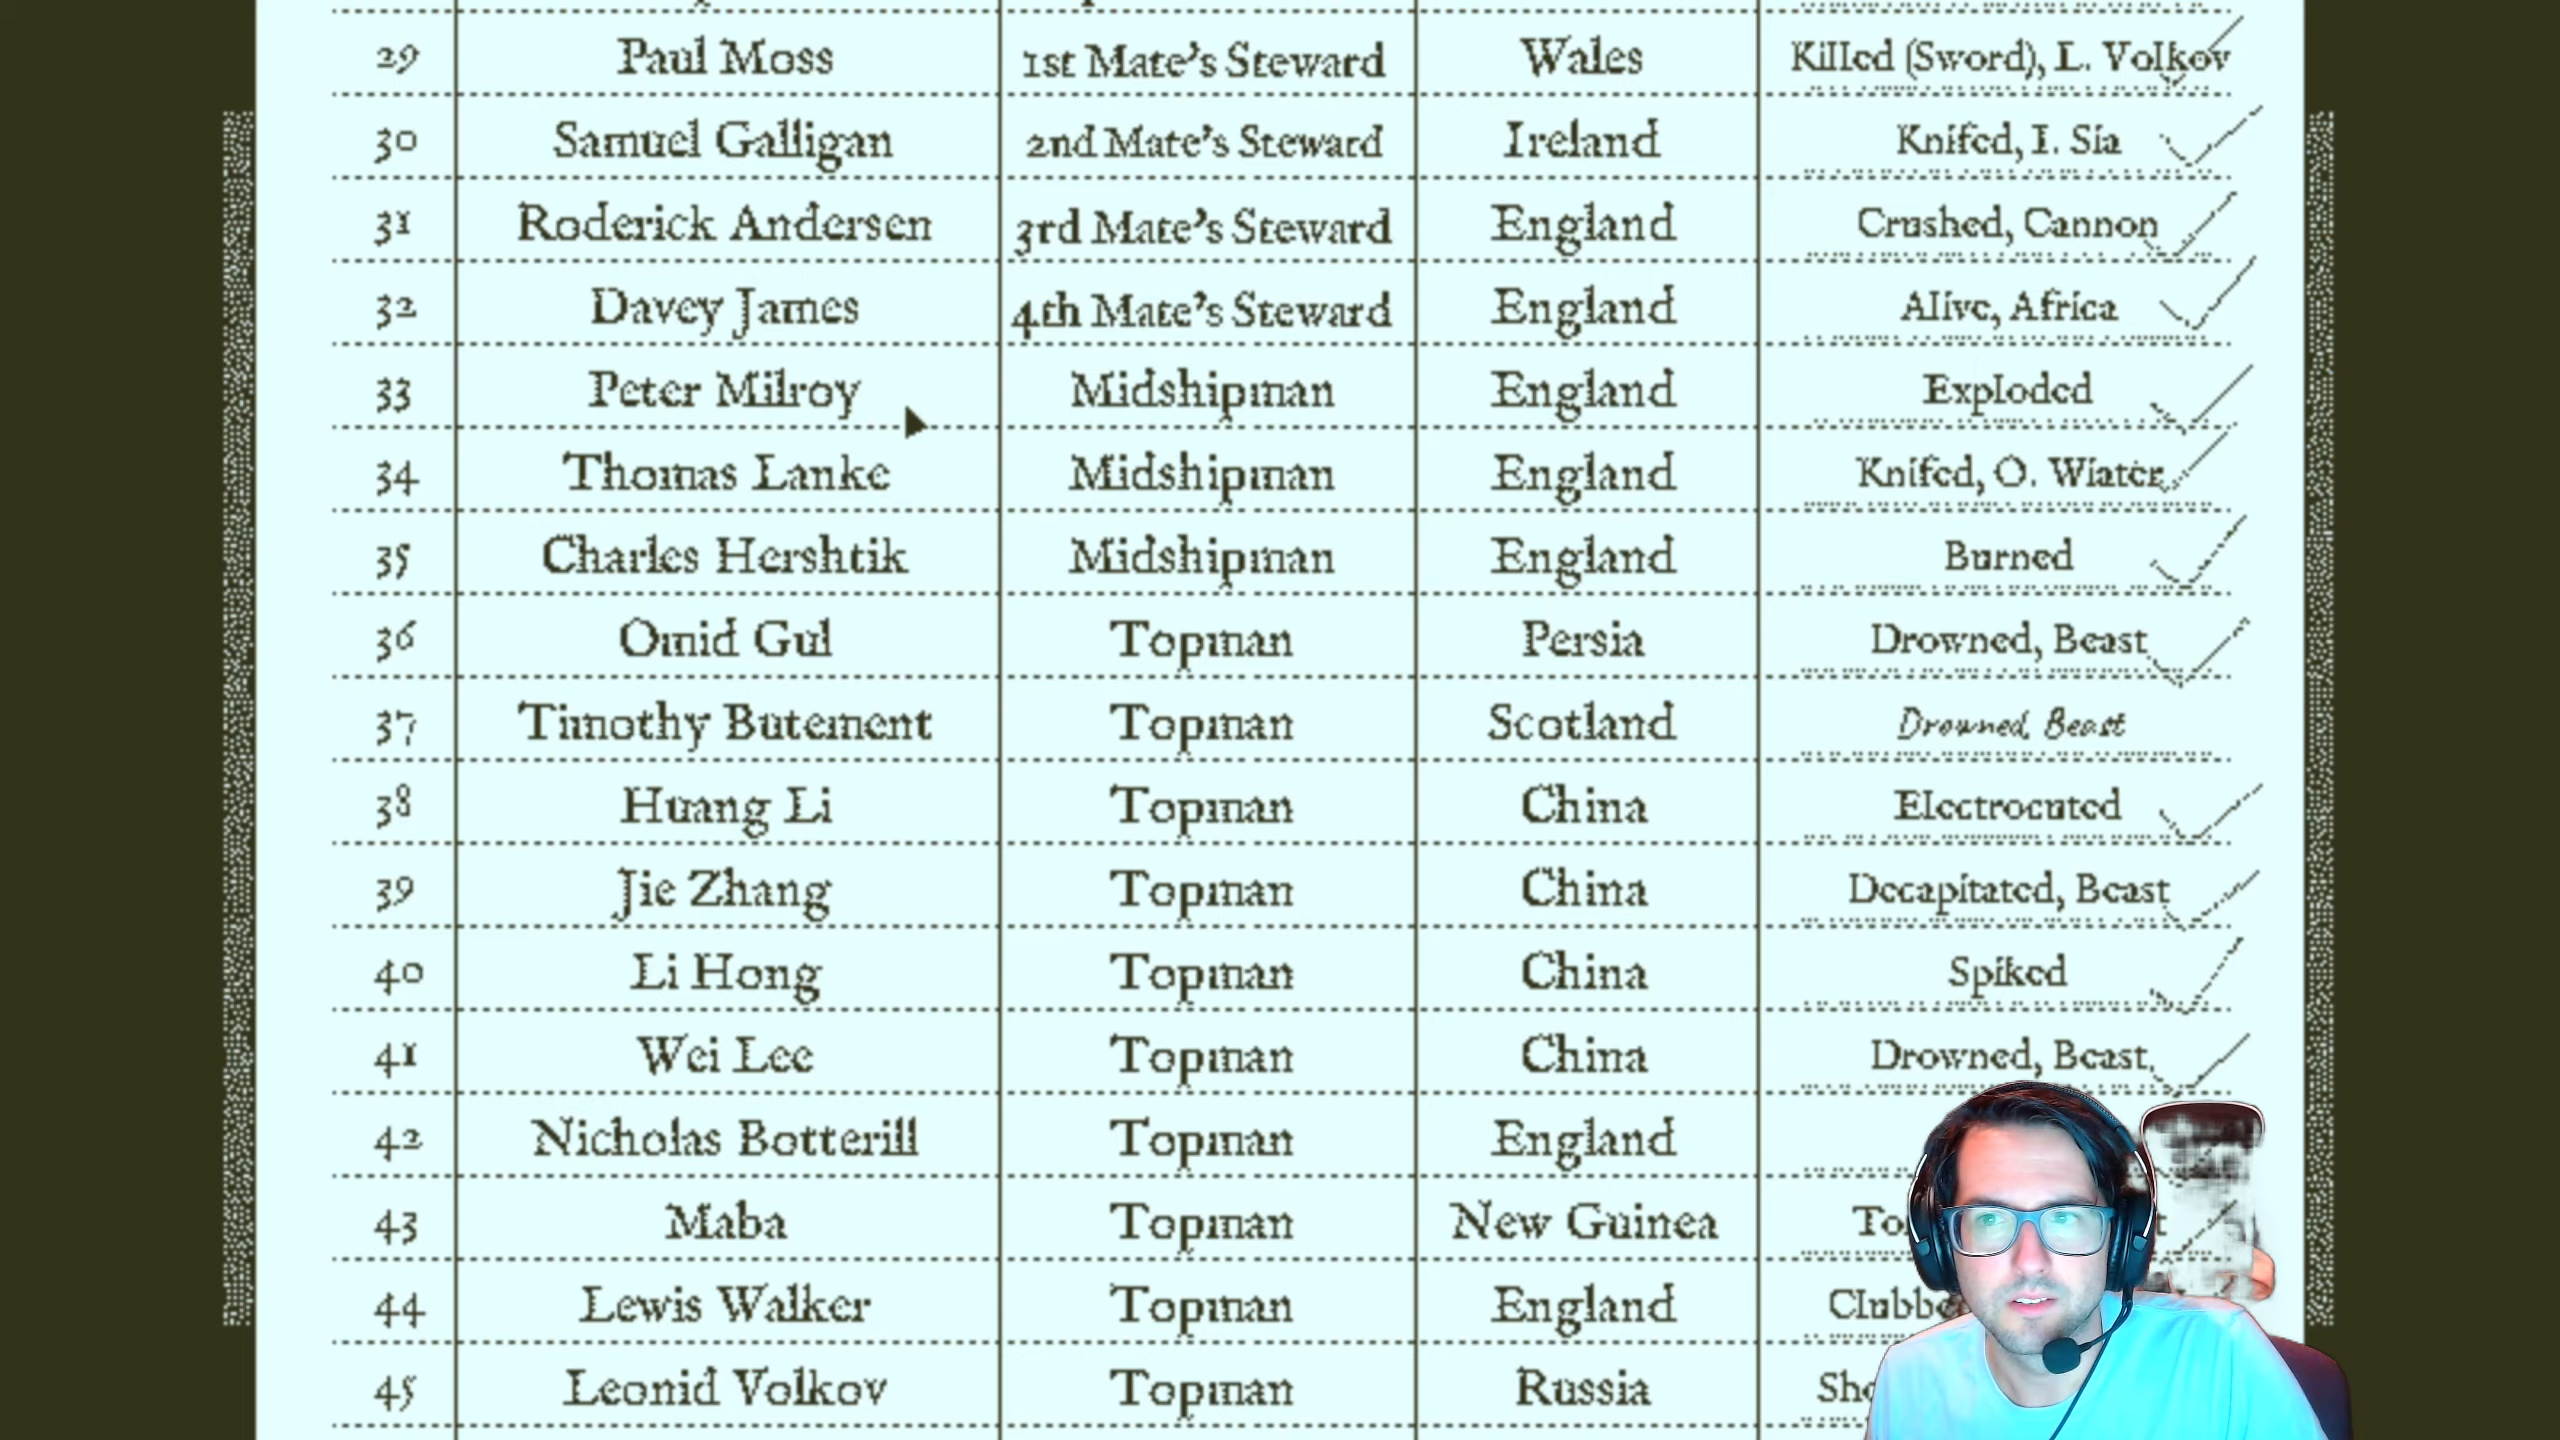 29 Paul Moss 1st Mate's Steward Wales Killed (Sword), L. Volkov
30 Samuel Galligan 2nd Mate's Steward Ireland Knifed, I. Sia
31 Roderick Andersen 3rd Mate's Steward England Crushed, Cannon
32 Davey James 4th Mate's Steward England Alive, Africa
33 Peter Milroy Midshipman England Exploded
34 Thomas Lanke Midshipman England Knifed, O. Wiater
35 Charles Hershtik Midshipman England Burned
36 Omid Gul Topman Persia Drowned, Beast
37 Timothy Butement Topman Scotland Drowned, Beast
38 Huang Li Topman China Electrocuted
39 Jie Zhang Topman China Decapitated, Beast
40 Li Hong Topman China Spiked
41 Wei Lee Topman China Drowned, Beast
42 Nicholas Botterill Topman England
43 Maba Topman New Guinea
44 Lewis Walker Topman England
45 Leonid Volkov Topman Russia